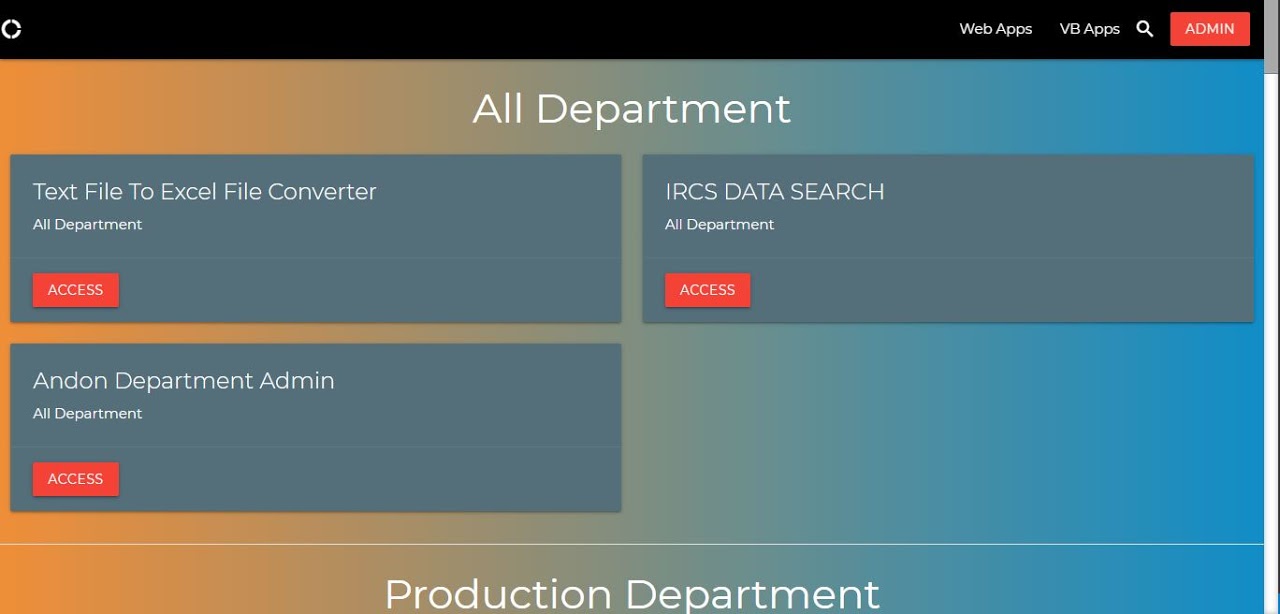 Web Apps VB Apps ADMIN
All Department
Text File To Excel File Converter
All Department
ACCESS
IRCS DATA SEARCH
All Department
ACCESS
Andon Department Admin
All Department
ACCESS
Production Department